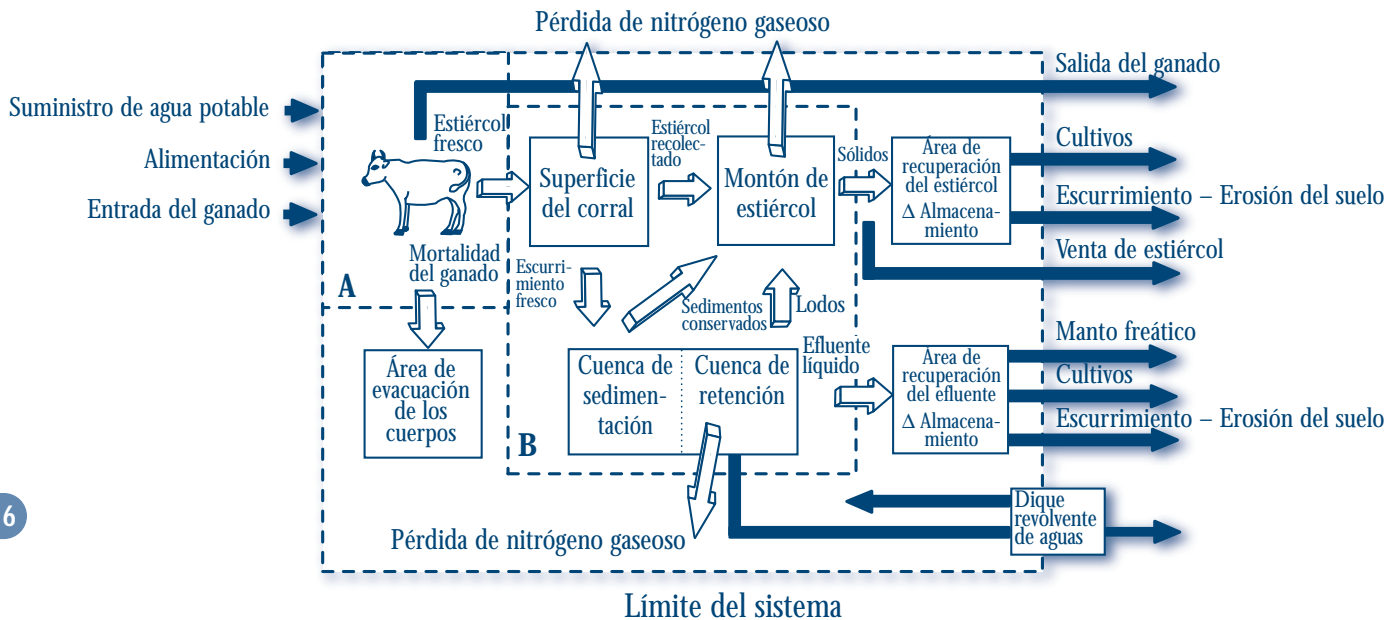 Pérdida de nitrógeno gaseoso
Salida del ganado
Suministro de agua potable
Alimentación
Entrada del ganado
Estiércol
fresco
Superficie
del corral
Estiércol
recolec-
tado
Montón de
estiércol
Sólidos
Área de
recuperación
del estiércol
Δ Almacena-
miento
Cultivos
Escurrimiento – Erosión del suelo
Venta de estiércol
Mortalidad
del ganado
A
Escurri-
miento
fresco
Sedimentos
conservados
Lodos
Área de
evacuación
de los
cuerpos
B
Cuenca de
sedimen-
tación
Cuenca de
retención
Efluente
líquido
Área de
recuperación
del efluente
Δ Almacena-
miento
Manto freático
Cultivos
Escurrimiento – Erosión del suelo
Dique
revolvente
de aguas
Pérdida de nitrógeno gaseoso
6
Límite del sistema